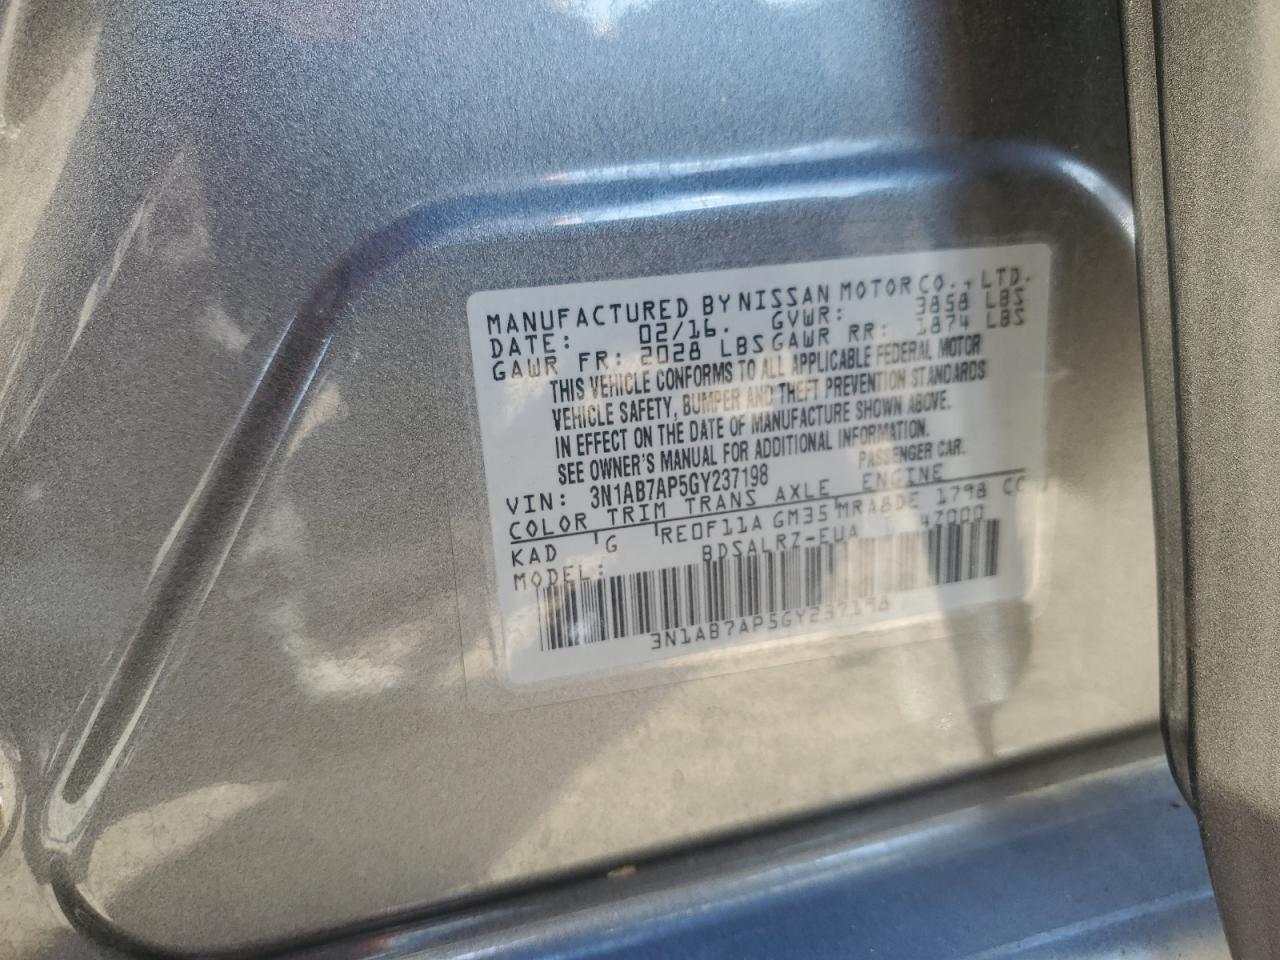 MANUFACTURED BY NISSAN MOTOR CO., LTD.
DATE: 02/16. GVWR: 3858 LBS
GAWR FR: 2028 LBS GAWR RR: 1874 LBS
THIS VEHICLE CONFORMS TO ALL APPLICABLE FEDERAL MOTOR
VEHICLE SAFETY, BUMPER AND THEFT PREVENTION STANDARDS
IN EFFECT ON THE DATE OF MANUFACTURE SHOWN ABOVE.
SEE OWNER'S MANUAL FOR ADDITIONAL INFORMATION.
VIN: 3N1AB7AP5GY237198 PASSENGER CAR.
COLOR TRIM TRANS AXLE ENGINE
KAD G RE0F11A GM35 MRA8DE 1798 CC
MODEL: BDSALRZ-EUA 47000
3N1AB7AP5GY237198